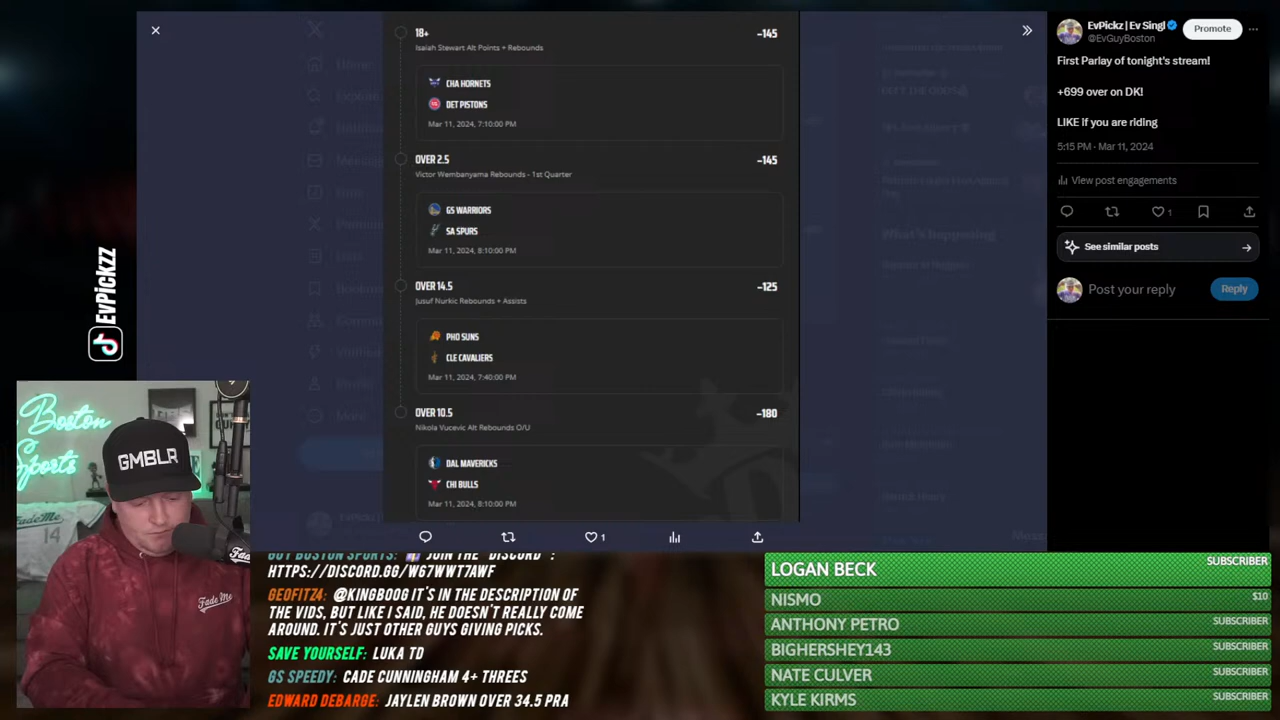 18+
-145
Isaiah Stewart Alt Points + Rebounds
CHA HORNETS
DET PISTONS
Mar 11, 2024, 7:10:00 PM
OVER 2.5
-145
Victor Wembanyama Rebounds - 1st Quarter
GS WARRIORS
SA SPURS
Mar 11, 2024, 8:10:00 PM
OVER 14.5
-125
Jusuf Nurkic Rebounds + Assists
PHO SUNS
CLE CAVALIERS
Mar 11, 2024, 7:40:00 PM
OVER 10.5
-180
Nikola Vucevic Alt Rebounds O/U
DAL MAVERICKS
CHI BULLS
Mar 11, 2024, 8:10:00 PM
1
EvPickz | Ev Singl
@EvGuyBoston
Promote
First Parlay of tonight's stream!
+699 over on DK!
LIKE if you are riding
5:15 PM · Mar 11, 2024
View post engagements
1
See similar posts
Post your reply
Reply
What's happening
EvPickzz
Boston
Sports
GMBLR
FadeMe
14
Fade Me
GUY BOSTON SPORTS: JOIN THE "DISCORD" :
HTTPS://DISCORD.GG/W67WWT7AWF
GEOFITZ4: @KINGBOOG IT'S IN THE DESCRIPTION OF
THE VIDS, BUT LIKE I SAID, HE DOESN'T REALLY COME
AROUND. IT'S JUST OTHER GUYS GIVING PICKS.
SAVE YOURSELF: LUKA TD
GS SPEEDY: CADE CUNNINGHAM 4+ THREES
EDWARD DEBARGE: JAYLEN BROWN OVER 34.5 PRA
LOGAN BECK SUBSCRIBER
NISMO $10
ANTHONY PETRO SUBSCRIBER
BIGHERSHEY143 SUBSCRIBER
NATE CULVER SUBSCRIBER
KYLE KIRMS SUBSCRIBER